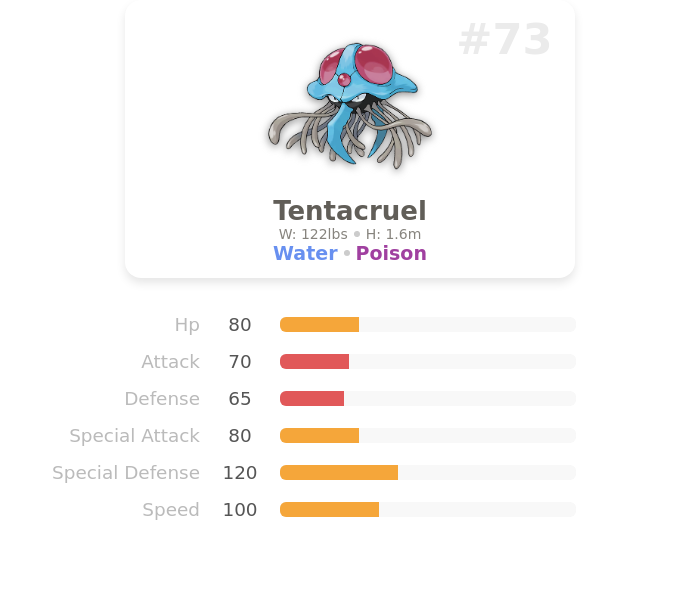 #73
Tentacruel
W: 122lbs • H: 1.6m
Water • Poison
Hp 80
Attack 70
Defense 65
Special Attack 80
Special Defense 120
Speed 100